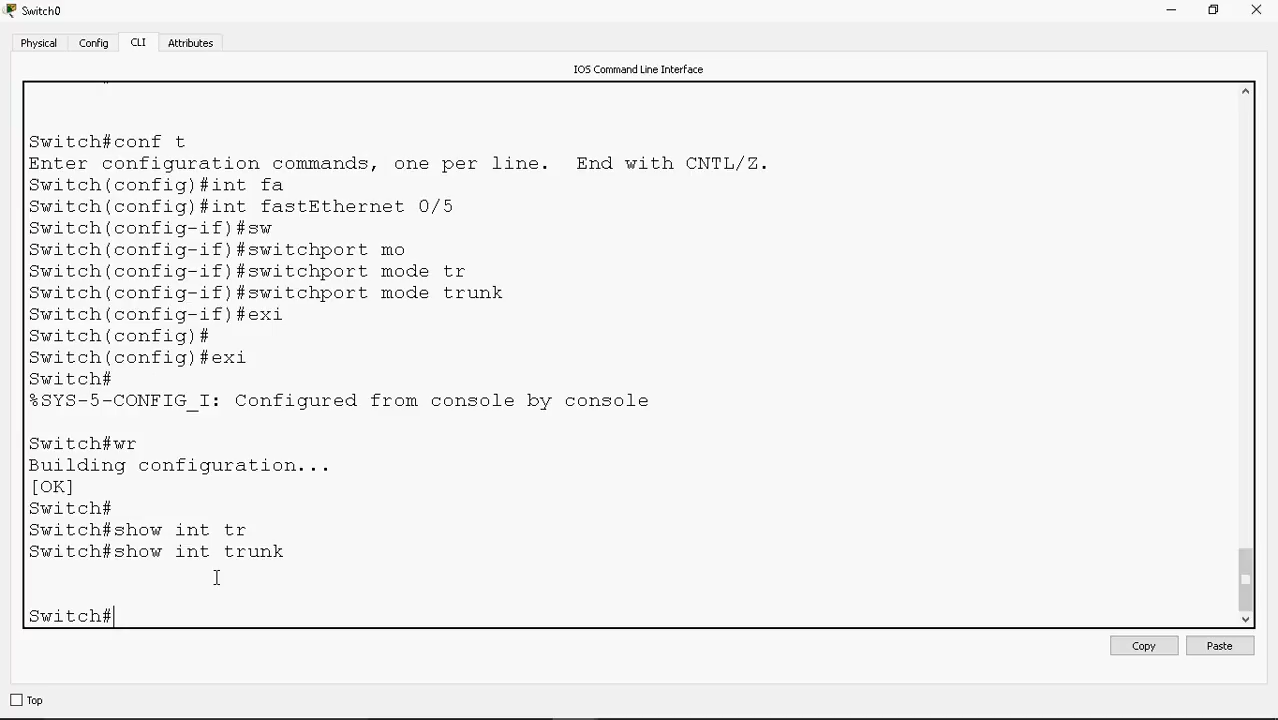 Switch0
Physical Config CLI Attributes
IOS Command Line Interface
Switch#conf t
Enter configuration commands, one per line.  End with CNTL/Z.
Switch(config)#int fa
Switch(config)#int fastEthernet 0/5
Switch(config-if)#sw
Switch(config-if)#switchport mo
Switch(config-if)#switchport mode tr
Switch(config-if)#switchport mode trunk
Switch(config-if)#exi
Switch(config)#
Switch(config)#exi
Switch#
%SYS-5-CONFIG_I: Configured from console by console
Switch#wr
Building configuration...
[OK]
Switch#
Switch#show int tr
Switch#show int trunk
Switch#
Copy Paste
Top